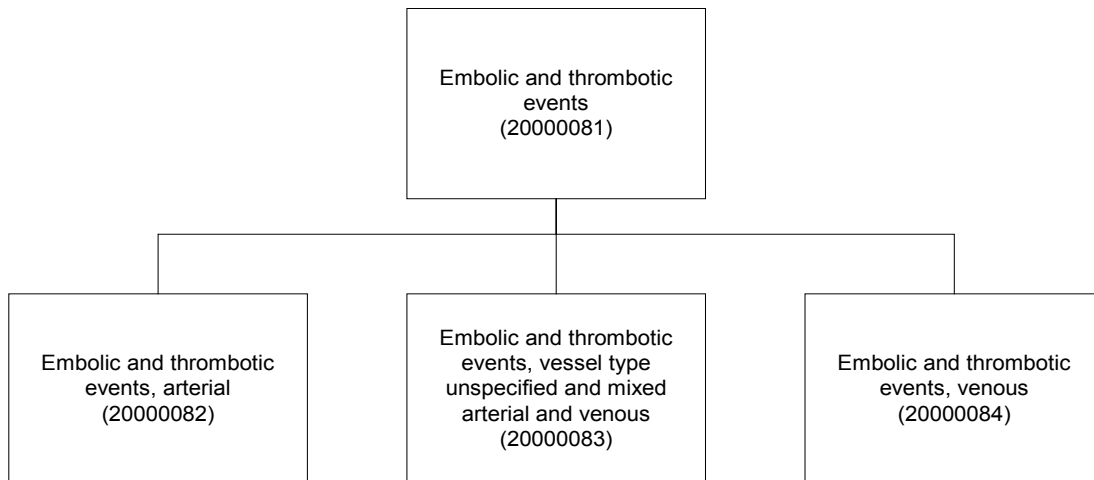 Embolic and thrombotic
events
(20000081)
Embolic and thrombotic
events, arterial
(20000082)
Embolic and thrombotic
events, vessel type
unspecified and mixed
arterial and venous
(20000083)
Embolic and thrombotic
events, venous
(20000084)